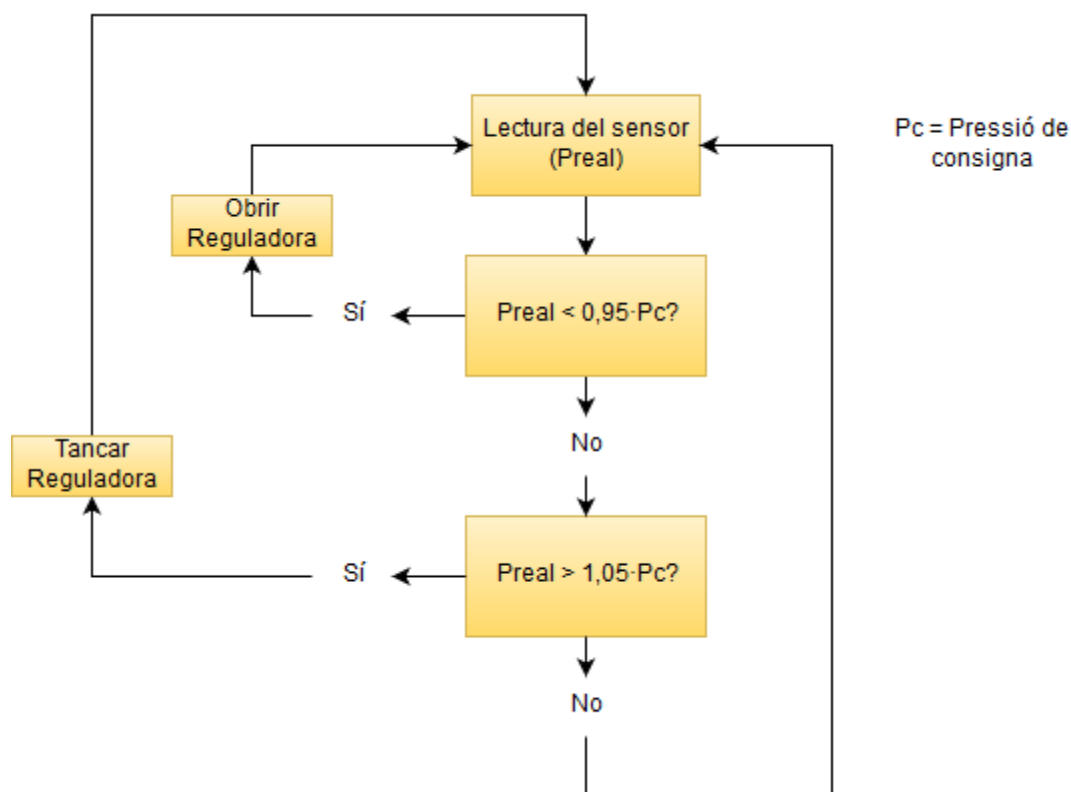 Lectura del sensor
(Preal)
Pc = Pressió de
consigna
Obrir
Reguladora
Preal < 0,95·Pc?
Sí
No
Tancar
Reguladora
Preal > 1,05·Pc?
Sí
No